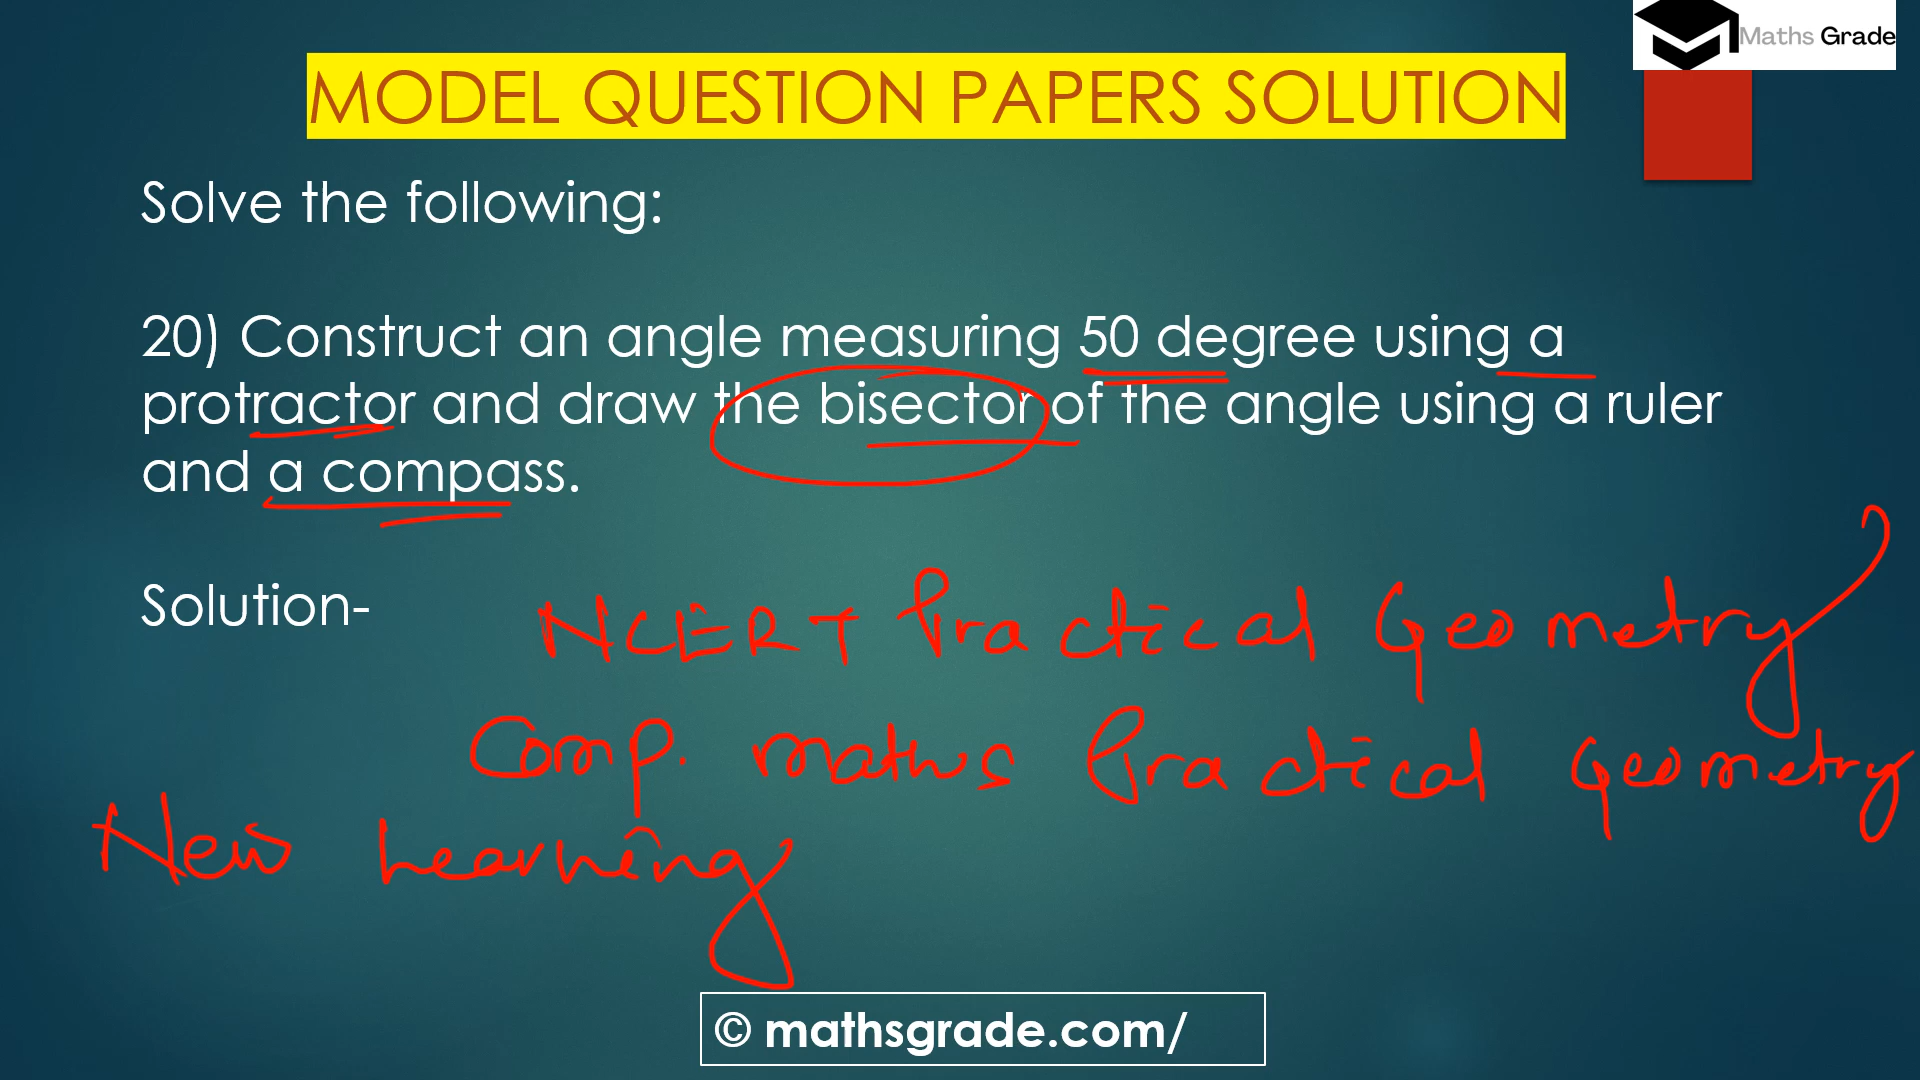 Maths Grade
MODEL QUESTION PAPERS SOLUTION
Solve the following:
20) Construct an angle measuring 50 degree using a
protractor and draw the bisector of the angle using a ruler
and a compass.
Solution-
NCERT Practical Geometry
Comp. maths Practical Geometry
New Learning
© mathsgrade.com/